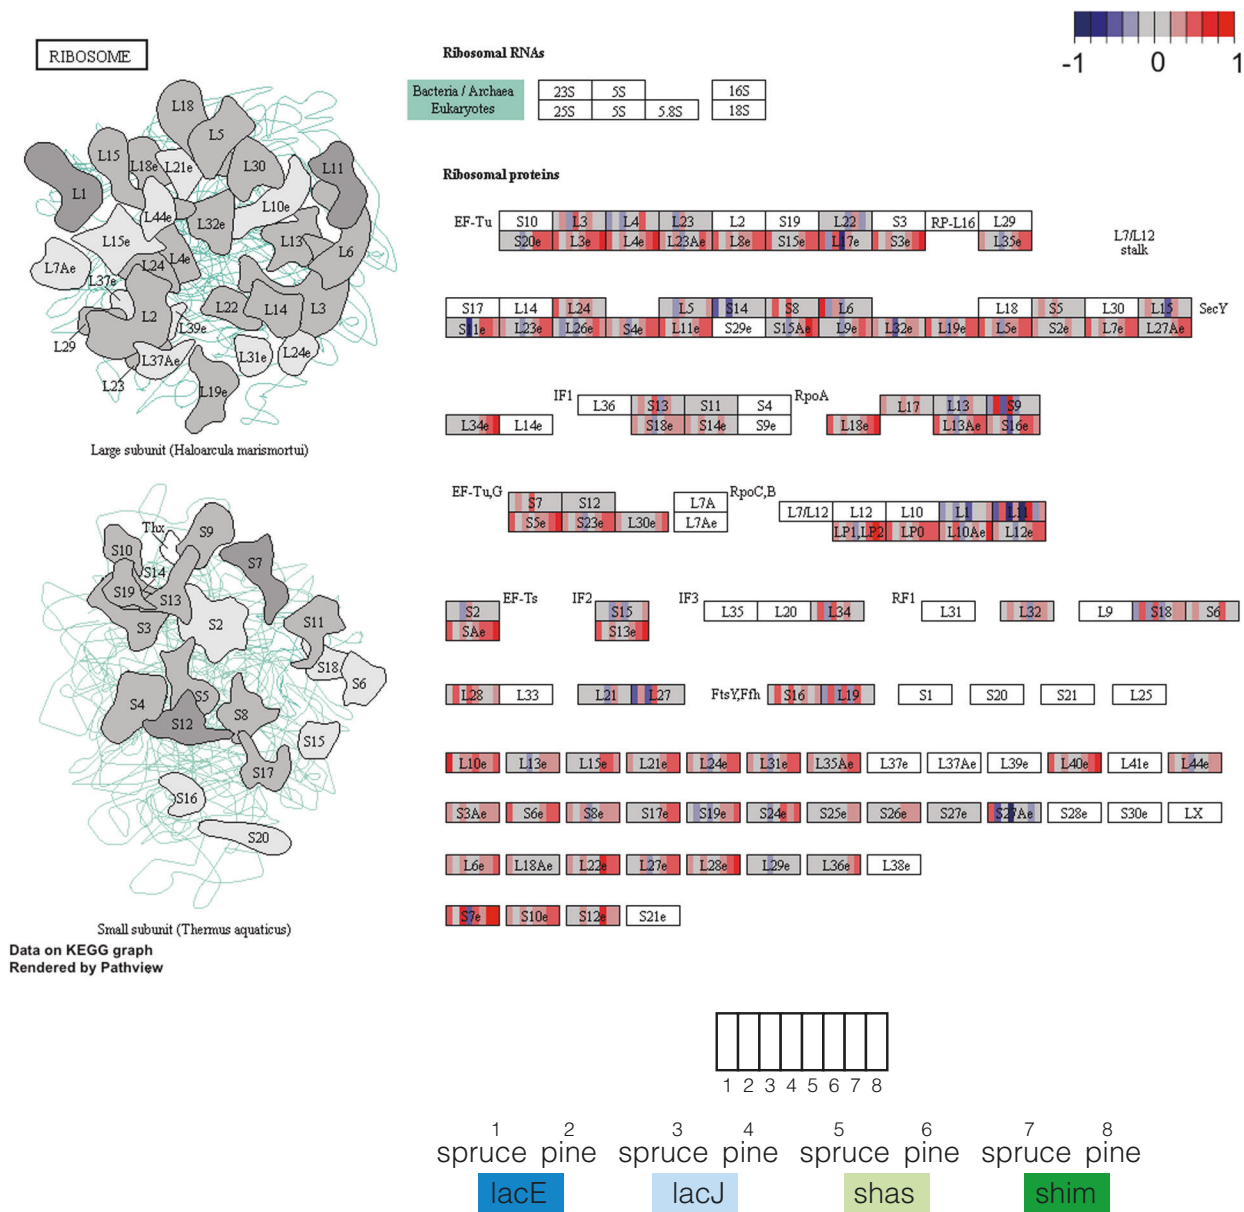 -1 0 1
RIBOSOME
Ribosomal RNAs
Bacteria / Archaea 23S 5S 16S
Eukaryotes 25S 5S 5.8S 18S
L18
L5
L15
L18e
L21e
L30
L11
L1
L44e
L10e
L32e
L15e
L13
L6
L7Ae
L4e
L24
L37e
L22
L14
L3
L2
L39e
L29
L37Ae
L31e
L24e
L23
L19e
Large subunit (Haloarcula marismortui)
Ribosomal proteins
EF-Tu S10 L3 L4 L23 L2 S19 L22 S3 RP-L16 L29
S20e L3e L4e L23Ae L8e S15e L17e S3e L35e
L7/L12
stalk
S17 L14 L24 L5 S14 S8 L6 L18 S5 L30 L15 SecY
S11e L23e L26e S4e L11e S29e S15Ae L9e L32e L19e L5e S2e L7e L27Ae
IF1 L36 S13 S11 S4 RpoA L17 L13 S9
L34e L14e S18e S14e S9e L18e L13Ae S16e
EF-Tu,G S7 S12 L7A RpoC,B L7/L12 L12 L10 L1 L11
S5e S23e L30e L7Ae LP1,LP2 LP0 L10Ae L12e
S2 EF-Ts IF2 S15 IF3 L35 L20 L34 RF1 L31 L32 L9 S18 S6
SAe S13e
L28 L33 L21 L27 FtsY,Ffh S16 L19 S1 S20 S21 L25
L10e L13e L15e L21e L24e L31e L35Ae L37e L37Ae L39e L40e L41e L44e
S3Ae S6e S8e S17e S19e S24e S25e S26e S27e S27Ae S28e S30e LX
L6e L18Ae L22e L27e L28e L29e L36e L38e
S7e S10e S12e S21e
Thx
S9
S10
S14
S7
S19
S13
S3
S2
S11
S18
S6
S4
S5
S12
S8
S15
S17
S16
S20
Small subunit (Thermus aquaticus)
Data on KEGG graph
Rendered by Pathview
1 2 3 4 5 6 7 8
1 2 3 4 5 6 7 8
spruce pine spruce pine spruce pine spruce pine
lacE lacJ shas shim